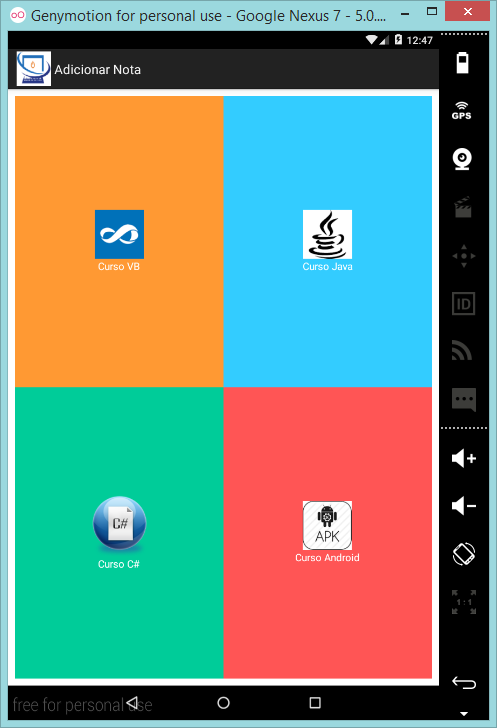 Genymotion for personal use - Google Nexus 7 - 5.0....
12:47
6
Adicionar Nota
GPS
Curso VB
Curso Java
ID
C#
Curso C#
APK
Curso Android
1:1
free for personal use